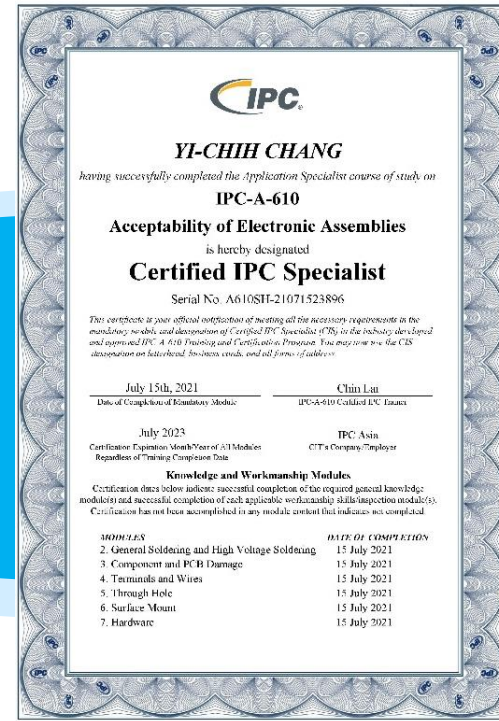 IPC
YI-CHIH CHANG
having successfully completed the Application Specialist course of study on
IPC-A-610
Acceptability of Electronic Assemblies
is hereby designated
Certified IPC Specialist
Serial No. A610SH-21071523896
This certificate is your official notification of meeting all the necessary requirements in the
mandatory module and designation of Certified IPC Specialist (CIS) in the industry developed
and approved IPC-A-610 Training and Certification Program. You may now use the CIS
designation on letterhead, business cards, and all forms of address.
July 15th, 2021
Date of Completion of Mandatory Module
Chin Lai
IPC-A-610 Certified IPC Trainer
July 2023
Certification Expiration Month/Year of All Modules
Regardless of Training Completion Date
IPC Asia
CIT's Company/Employer
Knowledge and Workmanship Modules
Certification dates below indicate successful completion of the required general knowledge
module(s) and successful completion of each applicable workmanship skills/inspection module(s).
Certification has not been accomplished in any module content that indicates not completed.
MODULES DATE OF COMPLETION
2. General Soldering and High Voltage Soldering 15 July 2021
3. Component and PCB Damage 15 July 2021
4. Terminals and Wires 15 July 2021
5. Through Hole 15 July 2021
6. Surface Mount 15 July 2021
7. Hardware 15 July 2021